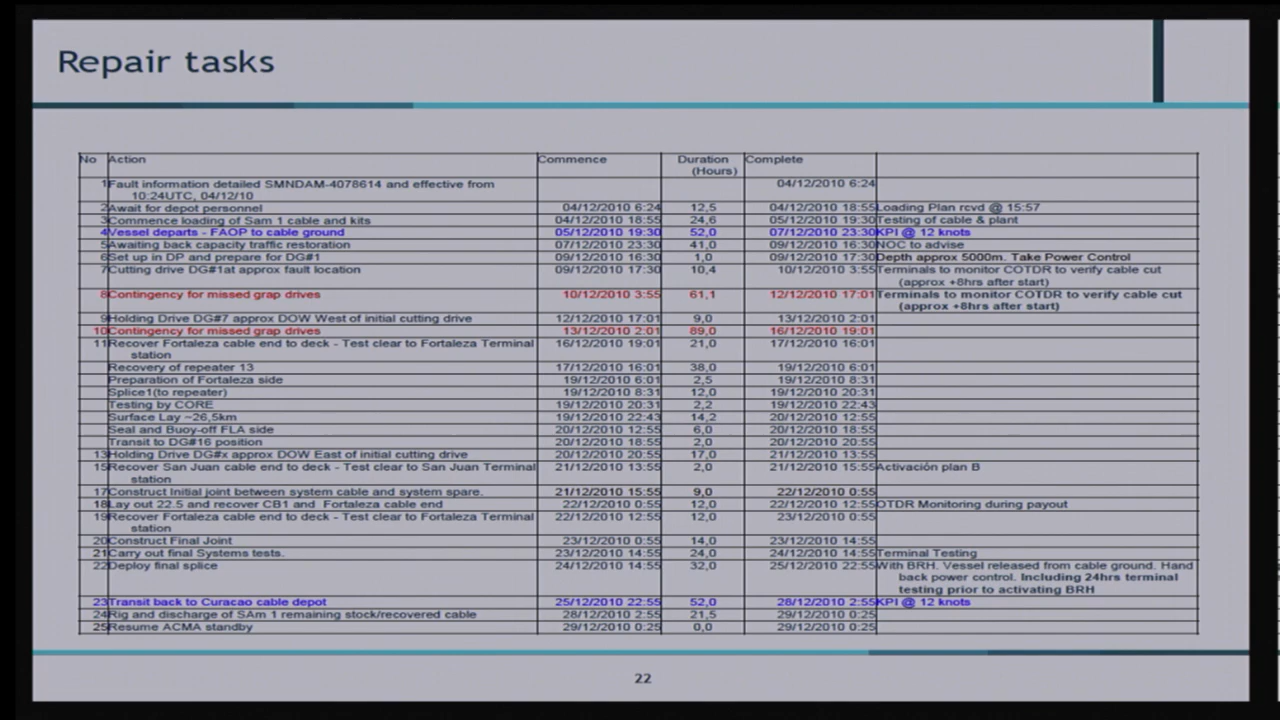 Repair tasks
No Action Commence Duration (Hours) Complete
1 Fault information detailed SMNDAM-4078614 and effective from 10:24UTC, 04/12/10 04/12/2010 6:24
2 Await for depot personnel 04/12/2010 6:24 12,5 04/12/2010 18:55 Loading Plan rcvd @ 15:57
3 Commence loading of Sam 1 cable and kits 04/12/2010 18:55 24,6 05/12/2010 19:30 Testing of cable & plant
4 Vessel departs - FAOP to cable ground 05/12/2010 19:30 52,0 07/12/2010 23:30 KPI @ 12 knots
5 Awaiting back capacity traffic restoration 07/12/2010 23:30 41,0 09/12/2010 16:30 NOC to advise
6 Set up in DP and prepare for DG#1 09/12/2010 16:30 1,0 09/12/2010 17:30 Depth approx 5000m. Take Power Control
7 Cutting drive DG#1at approx fault location 09/12/2010 17:30 10,4 10/12/2010 3:55 Terminals to monitor COTDR to verify cable cut (approx +8hrs after start)
8 Contingency for missed grap drives 10/12/2010 3:55 61,1 12/12/2010 17:01 Terminals to monitor COTDR to verify cable cut (approx +8hrs after start)
9 Holding Drive DG#7 approx DOW West of initial cutting drive 12/12/2010 17:01 9,0 13/12/2010 2:01
10 Contingency for missed grap drives 13/12/2010 2:01 89,0 16/12/2010 19:01
11 Recover Fortaleza cable end to deck - Test clear to Fortaleza Terminal station 16/12/2010 19:01 21,0 17/12/2010 16:01
Recovery of repeater 13 17/12/2010 16:01 38,0 19/12/2010 6:01
Preparation of Fortaleza side 19/12/2010 6:01 2,5 19/12/2010 8:31
Splice1(to repeater) 19/12/2010 8:31 12,0 19/12/2010 20:31
Testing by CORE 19/12/2010 20:31 2,2 19/12/2010 22:43
Surface Lay ~26,5km 19/12/2010 22:43 14,2 20/12/2010 12:55
Seal and Buoy-off FLA side 20/12/2010 12:55 6,0 20/12/2010 18:55
Transit to DG#16 position 20/12/2010 18:55 2,0 20/12/2010 20:55
13 Holding Drive DG#x approx DOW East of initial cutting drive 20/12/2010 20:55 17,0 21/12/2010 13:55
15 Recover San Juan cable end to deck - Test clear to San Juan Terminal station 21/12/2010 13:55 2,0 21/12/2010 15:55 Activación plan B
17 Construct Initial joint between system cable and system spare. 21/12/2010 15:55 9,0 22/12/2010 0:55
18 Lay out 22.5 and recover CB1 and Fortaleza cable end 22/12/2010 0:55 12,0 22/12/2010 12:55 OTDR Monitoring during payout
19 Recover Fortaleza cable end to deck - Test clear to Fortaleza Terminal station 22/12/2010 12:55 12,0 23/12/2010 0:55
20 Construct Final Joint 23/12/2010 0:55 14,0 23/12/2010 14:55
21 Carry out final Systems tests. 23/12/2010 14:55 24,0 24/12/2010 14:55 Terminal Testing
22 Deploy final splice 24/12/2010 14:55 32,0 25/12/2010 22:55 With BRH. Vessel released from cable ground. Hand back power control. Including 24hrs terminal testing prior to activating BRH
23 Transit back to Curacao cable depot 25/12/2010 22:55 52,0 28/12/2010 2:55 KPI @ 12 knots
24 Rig and discharge of SAm 1 remaining stock/recovered cable 28/12/2010 2:55 21,5 29/12/2010 0:25
25 Resume ACMA standby 29/12/2010 0:25 0,0 29/12/2010 0:25
22